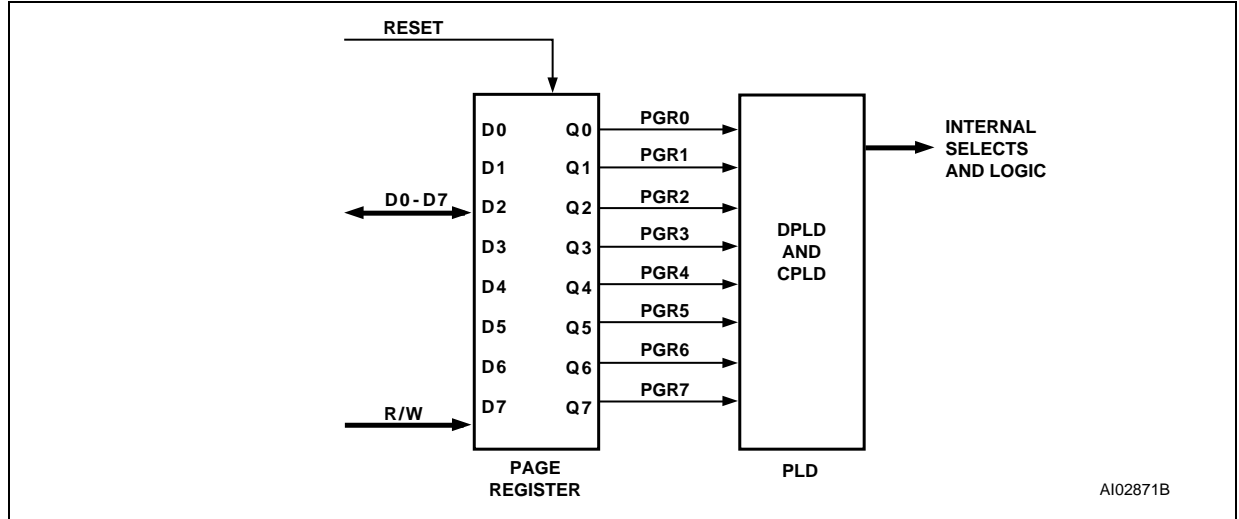 RESET
D0-D7
R/W
D0
D1
D2
D3
D4
D5
D6
D7
Q0
Q1
Q2
Q3
Q4
Q5
Q6
Q7
PAGE
REGISTER
PGR0
PGR1
PGR2
PGR3
PGR4
PGR5
PGR6
PGR7
DPLD
AND
CPLD
PLD
INTERNAL
SELECTS
AND LOGIC
AI02871B